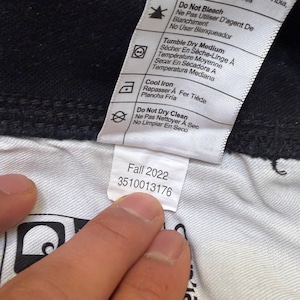 Do Not Bleach
Ne Pas Utiliser D'agent De
Blanchiment
No User Blanqueador
Tumble Dry Medium
Sécher En Sèche-Linge À
Température Moyenne
Secar En Secadora A
Temperatura Mediana
Cool Iron
Repasser À Fer Tiède
Plancha Fria
Do Not Dry Clean
Ne Pas Nettoyer À Sec
No Limpiar En Seco
Fall 2022
3510013176